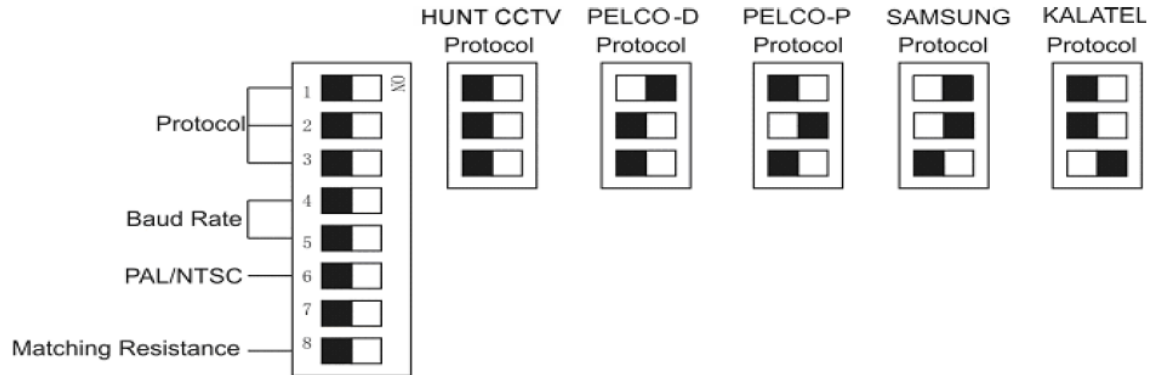 HUNT CCTV PELCO-D PELCO-P SAMSUNG KALATEL
Protocol Protocol Protocol Protocol Protocol
ON
1
Protocol 2
3
4
Baud Rate
5
PAL/NTSC 6
7
Matching Resistance 8